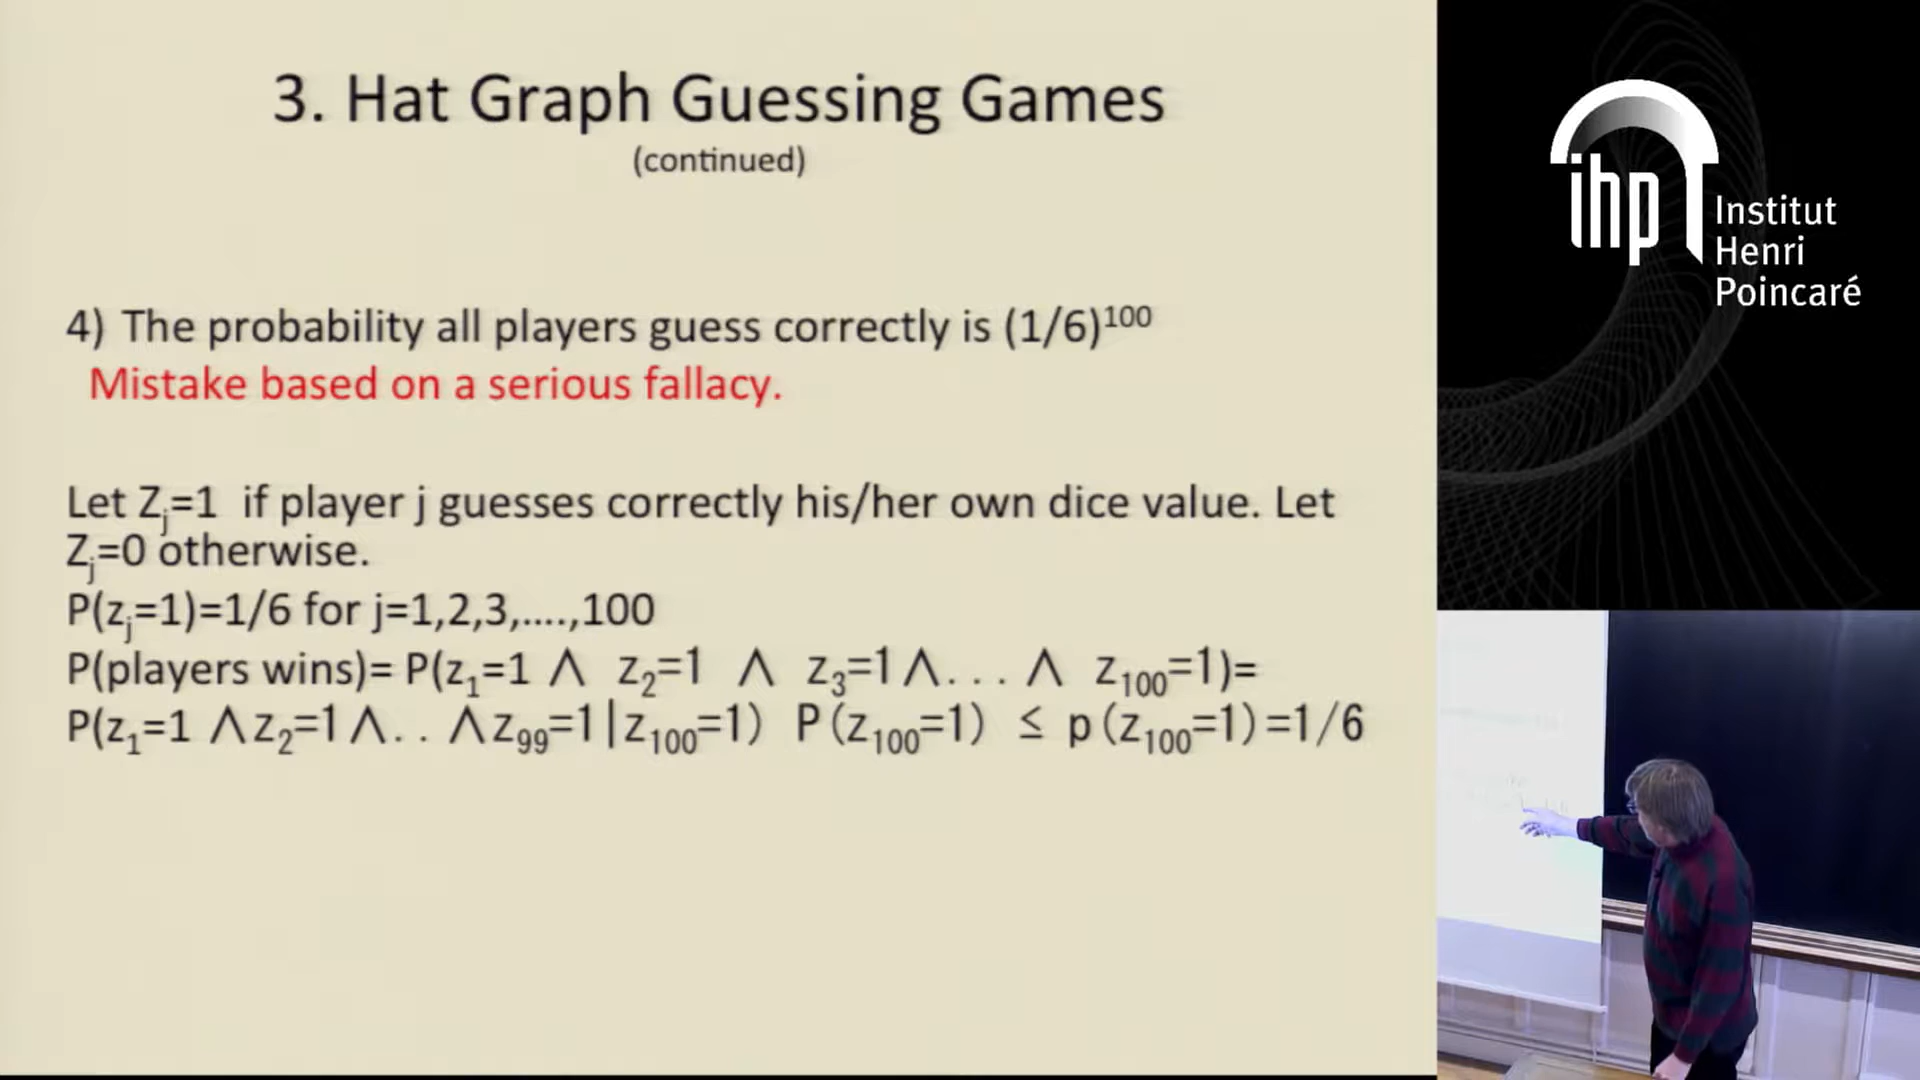 3. Hat Graph Guessing Games
(continued)
4) The probability all players guess correctly is (1/6)¹⁰⁰
Mistake based on a serious fallacy.
Let Zⱼ=1 if player j guesses correctly his/her own dice value. Let
Zⱼ=0 otherwise.
P(zⱼ=1)=1/6 for j=1,2,3,....,100
P(players wins)= P(z₁=1 ∧ z₂=1 ∧ z₃=1∧... ∧ z₁₀₀=1)=
P(z₁=1 ∧z₂=1∧.. ∧z₉₉=1|z₁₀₀=1) P(z₁₀₀=1) ≤ p(z₁₀₀=1)=1/6
ihp
Institut
Henri
Poincaré